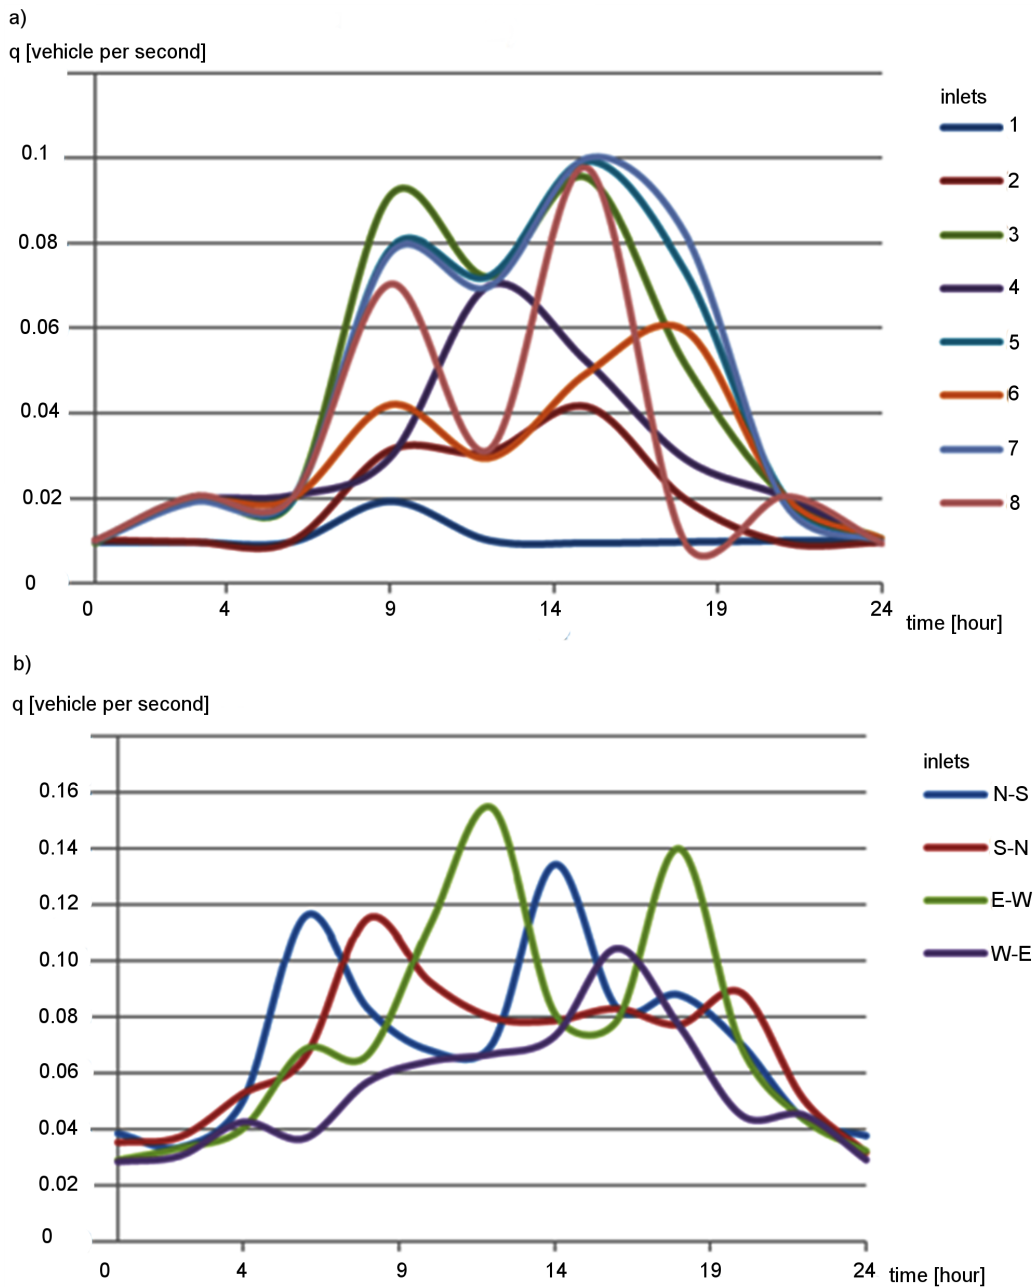 a)
q [vehicle per second]
inlets
1
2
3
4
5
6
7
8
0.1
0.08
0.06
0.04
0.02
0
0 4 9 14 19 24
time [hour]
b)
q [vehicle per second]
inlets
N-S
S-N
E-W
W-E
0.16
0.14
0.12
0.10
0.08
0.06
0.04
0.02
0
0 4 9 14 19 24
time [hour]